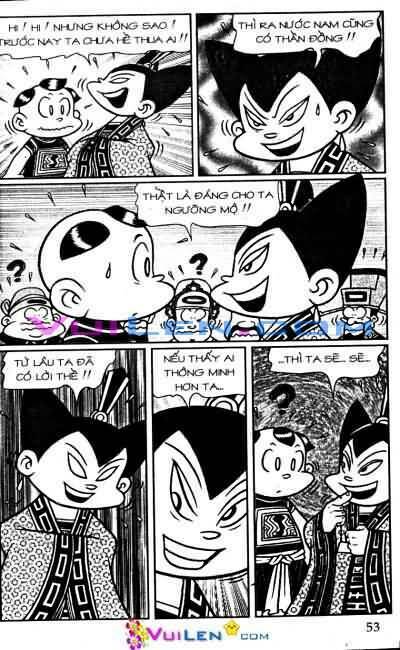 HI! HI! NHƯNG KHÔNG SAO!
TRƯỚC NAY TA CHƯA HỀ THUA AI!!
THÌ RA NƯỚC NAM CŨNG
CÓ THẦN ĐỒNG!!
THẬT LÀ ĐÁNG CHO TA
NGƯỠNG MỘ!!
?
?
VUILEN.COM
TỪ LÂU TA ĐÃ
CÓ LỜI THỀ!!
NẾU THẤY AI
THÔNG MINH
HƠN TA...
...THÌ TA SẼ... SẼ...
?
53
VUILEN.COM